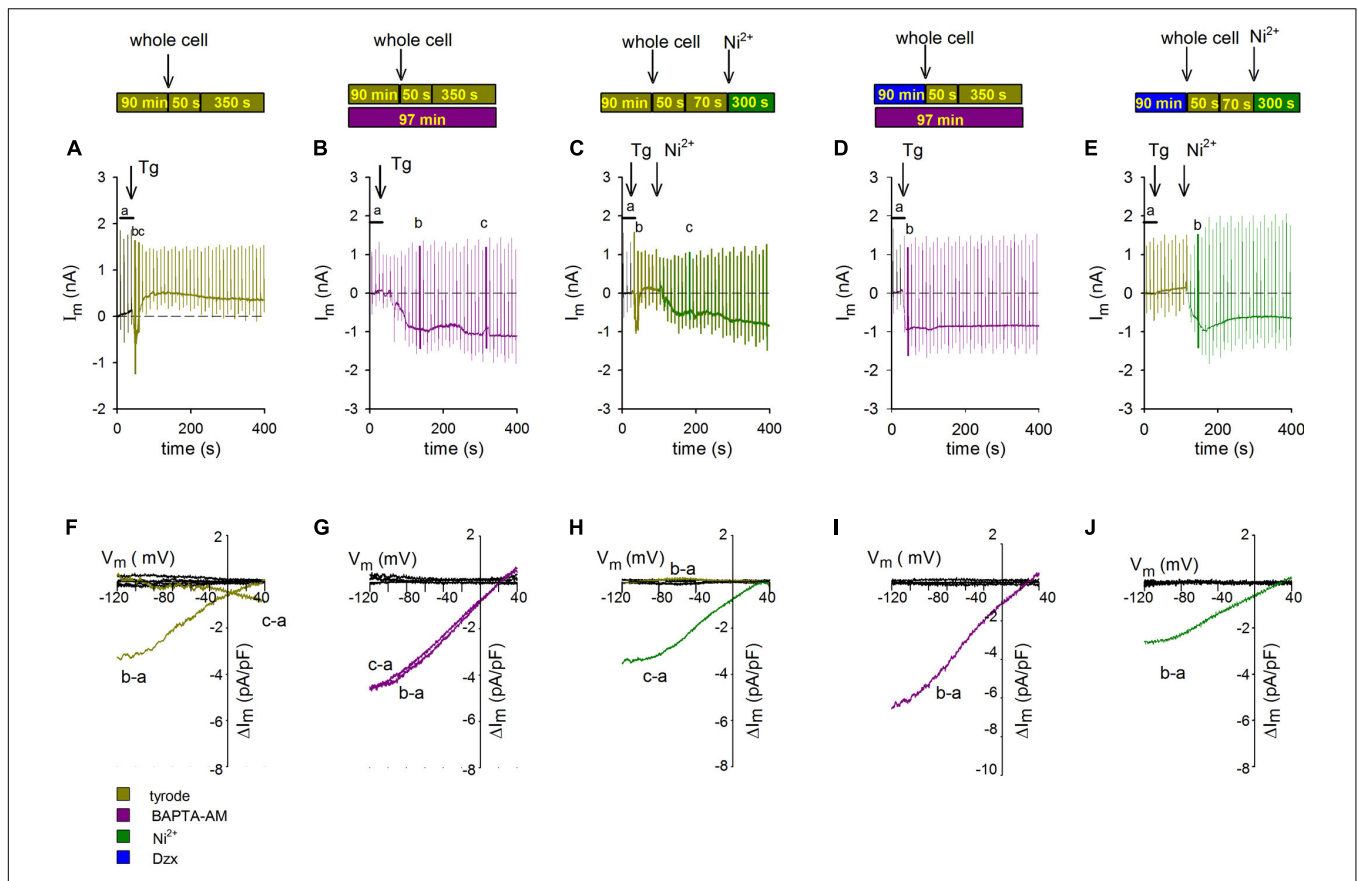 whole cell
90 min 50 s 350 s
whole cell
90 min 50 s 350 s
97 min
whole cell Ni2+
90 min 50 s 70 s 300 s
whole cell
90 min 50 s 350 s
97 min
whole cell Ni2+
90 min 50 s 70 s 300 s
A
Tg
a
bc
Im (nA)
3
2
1
0
-1
-2
0 200 400
time (s)
B
Tg
a
b
c
Im (nA)
3
2
1
0
-1
-2
-3
0 200 400
time (s)
C
Tg Ni2+
a
b
c
Im (nA)
3
2
1
0
-1
-2
-3
0 200 400
time (s)
D
Tg
a
b
Im (nA)
3
2
1
0
-1
-2
-3
0 200 400
time (s)
E
Tg Ni2+
a
b
Im (nA)
3
2
1
0
-1
-2
-3
0 200 400
time (s)
F
Vm ( mV)
2
-120 -80 -40 40
-2
-4
-6
-8
c-a
b-a
ΔIm (pA/pF)
G
Vm (mV)
2
-120 -80 -40 40
-2
-4
-6
-8
c-a
b-a
ΔIm (pA/pF)
H
Vm (mV)
2
b-a
-120 -80 -40 40
-2
-4
-6
-8
c-a
ΔIm (pA/pF)
I
Vm (mV)
2
-120 -80 -40 40
-2
-4
-6
-8
-10
b-a
ΔIm (pA/pF)
J
Vm (mV)
2
-120 -80 -40 40
-2
-4
-6
-8
b-a
ΔIm (pA/pF)
tyrode
BAPTA-AM
Ni2+
Dzx